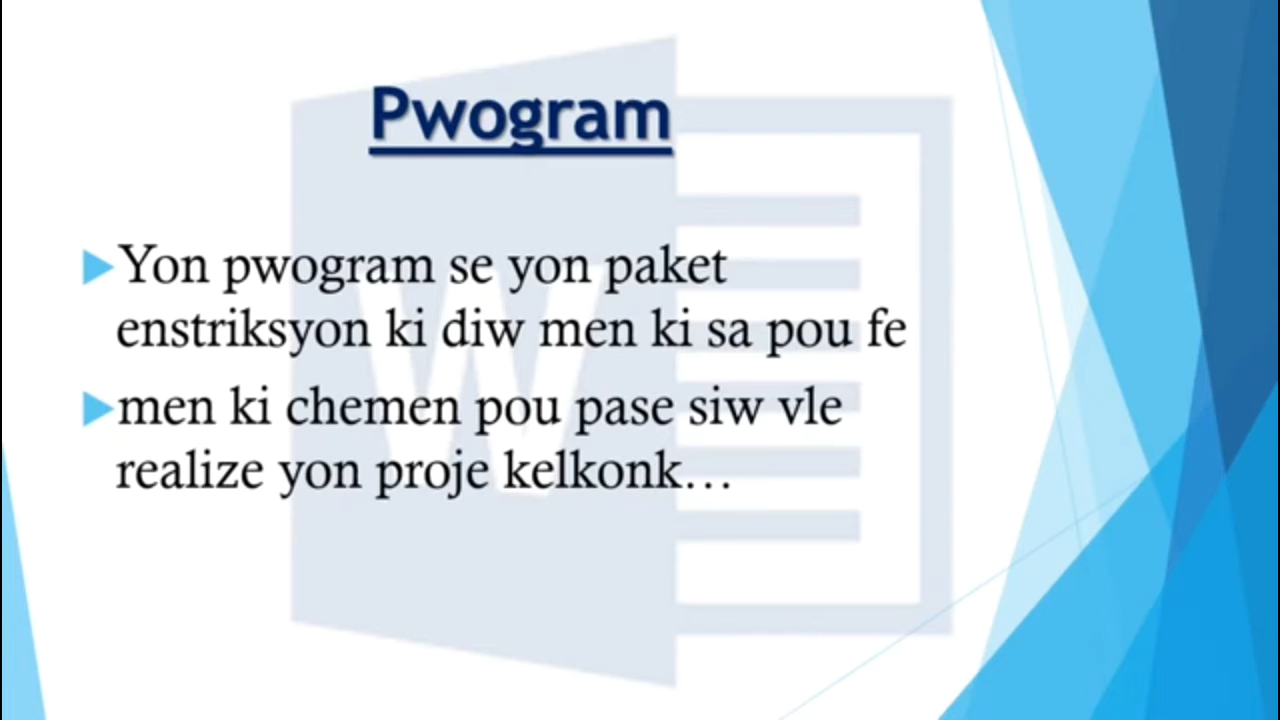 Pwogram
Yon pwogram se yon paket
enstriksyon ki diw men ki sa pou fe
men ki chemen pou pase siw vle
realize yon proje kelkonk…
W